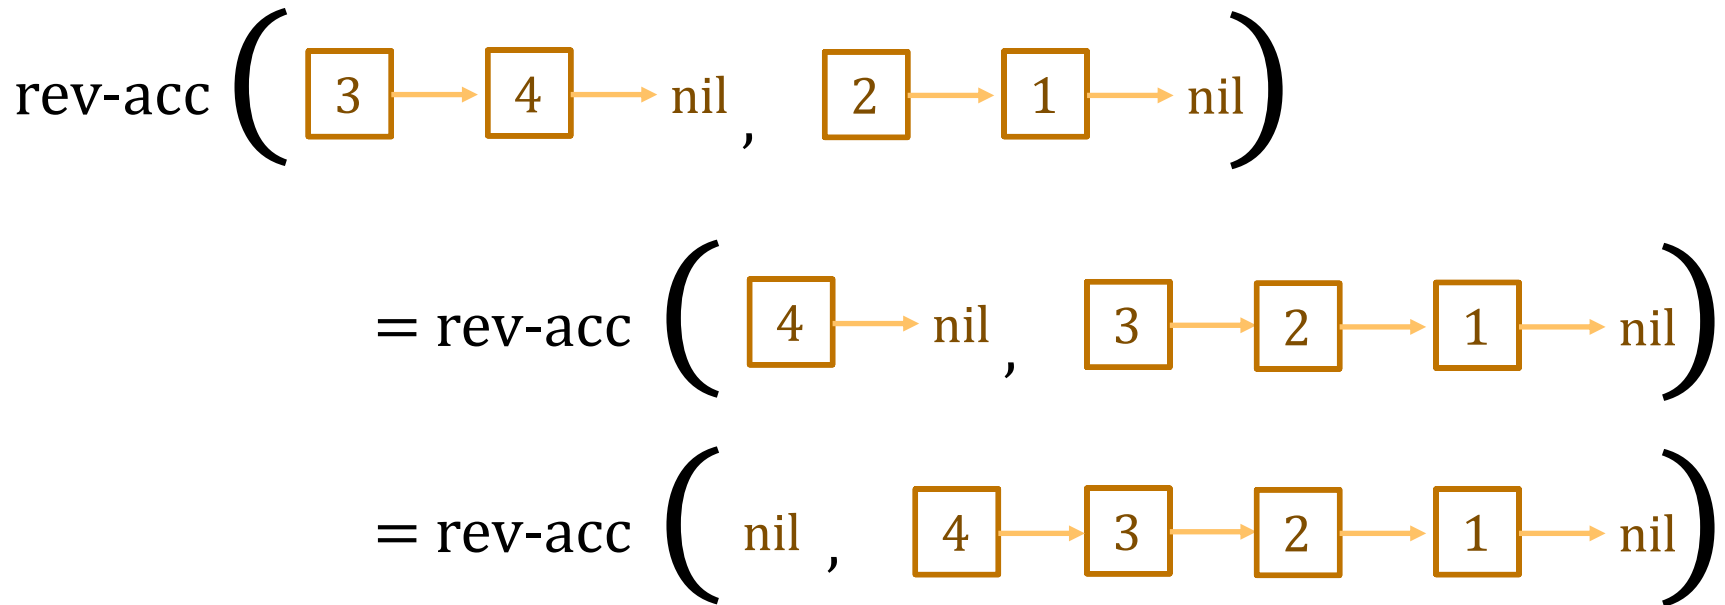 rev-acc ( 3 4 nil , 2 1 nil )
= rev-acc ( 4 nil , 3 2 1 nil )
= rev-acc ( nil , 4 3 2 1 nil )